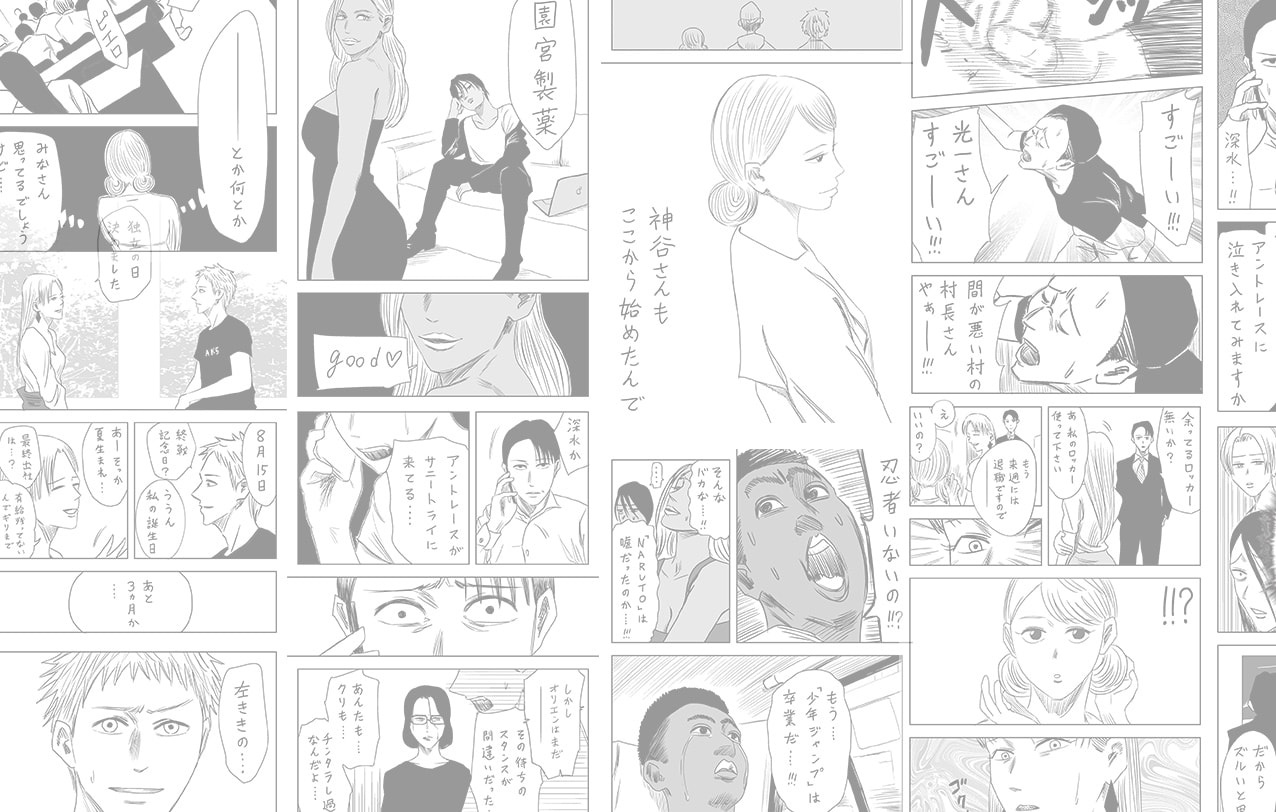 とか何とか
みなさん
思ってるでしょう
けど…
独立の日
決めました
AKS
8月15日
終戦
記念日？
ううん
私の誕生日
あーそっか
夏生まれ…
最終出社
は…？
有給残ってない
んでギリまで
あと
3ヵ月か
……
左ききの…．
園宮製薬
good♡
深水か
アントレースが
サニートライに
来てる….
しかし
オリエンはまだ
その待ちの
スタンスが
間違いだった
あんたも…
クリも…
チンタラし過
なんだよ…
神谷さんも
ここから始めたんで
忍者いないの!!?
そんな
バカな…!!
「NARUTO」は
嘘だったのか…!!!
……
もう…
「少年ジャンプ」は
卒業だ…!!!
すごーい!!!
光一さん
すごーい!!!
間が悪い村の
村長さん
やぁーー!!!
余ってるロッカー
無いか？
あ 私のロッカー
使って下さい
もう
来週には
退職ですので
え
いいの？
!!?
ゴク
深水…!!
アントレースに
泣き入れてみますか
だから
ズルいと思